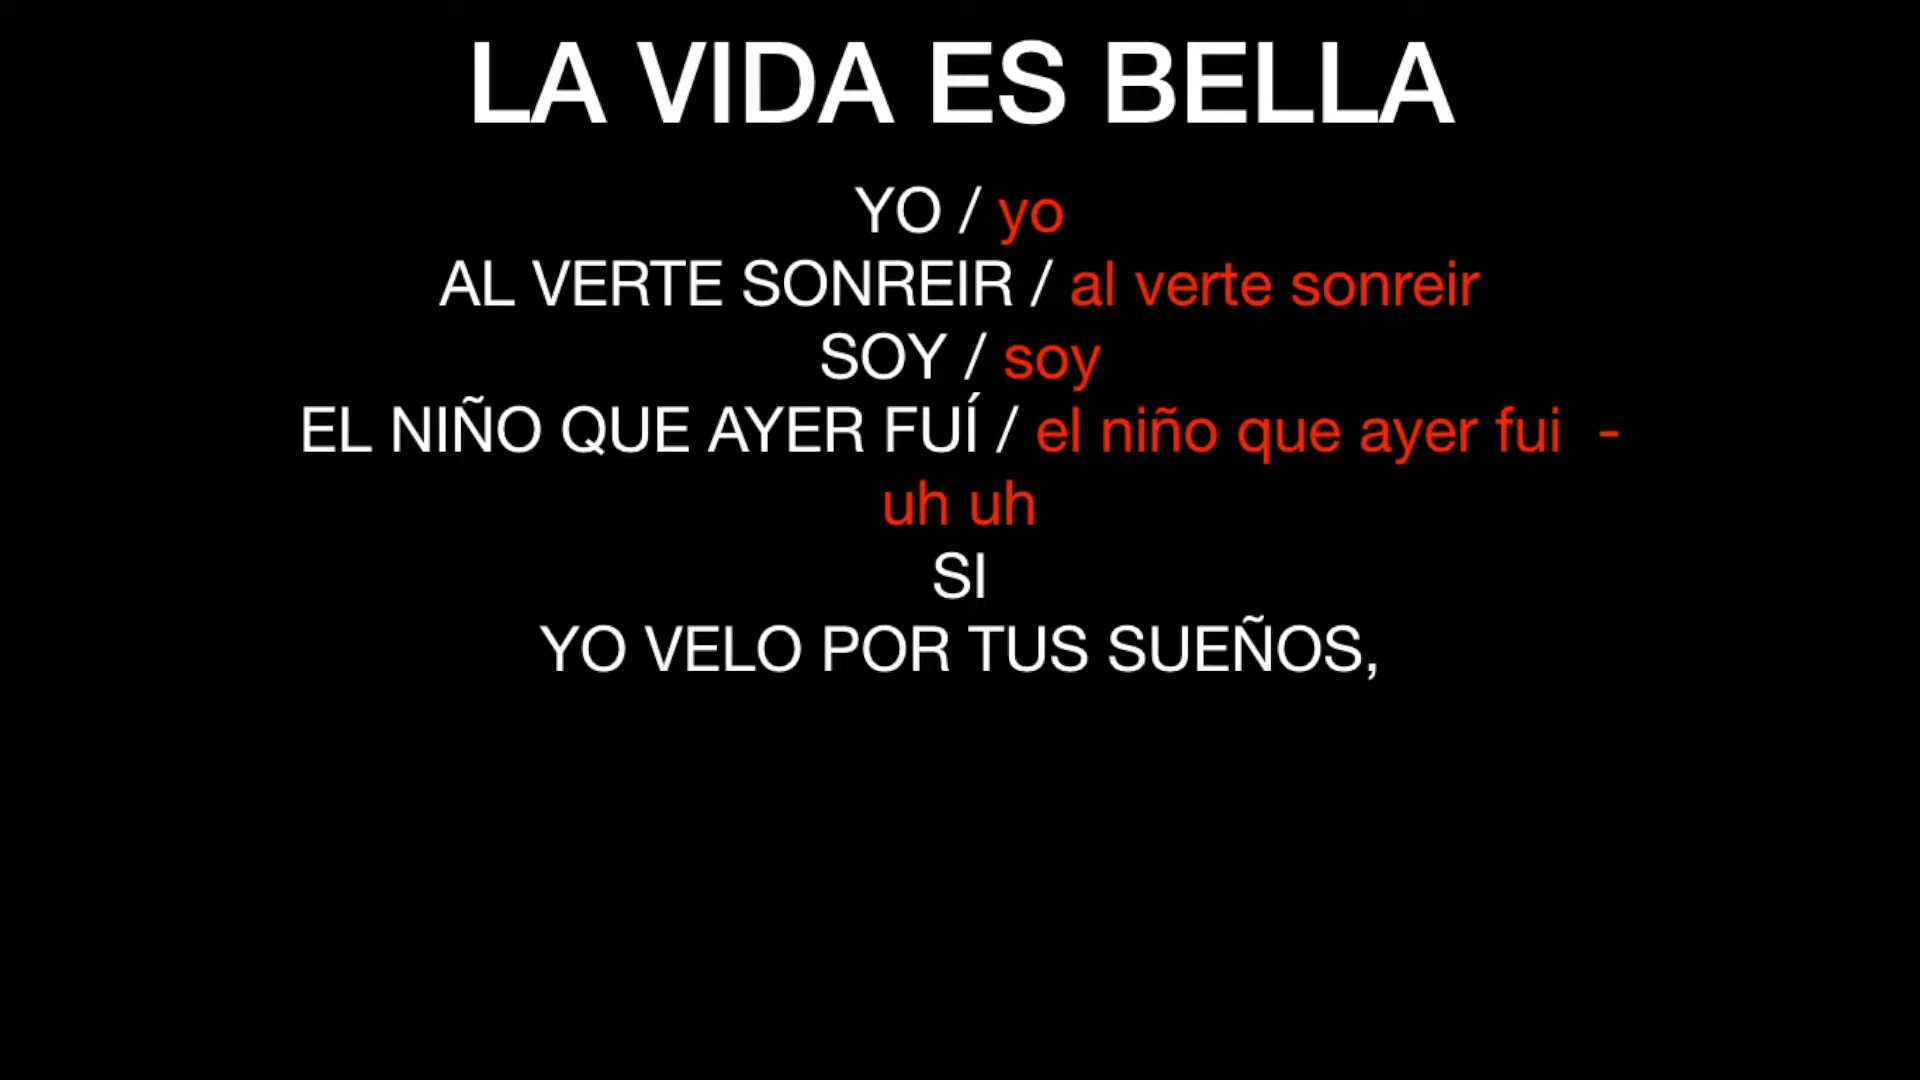 LA VIDA ES BELLA
YO / yo
AL VERTE SONREIR / al verte sonreir
SOY / soy
EL NIÑO QUE AYER FUÍ / el niño que ayer fui -
uh uh
SI
YO VELO POR TUS SUEÑOS,